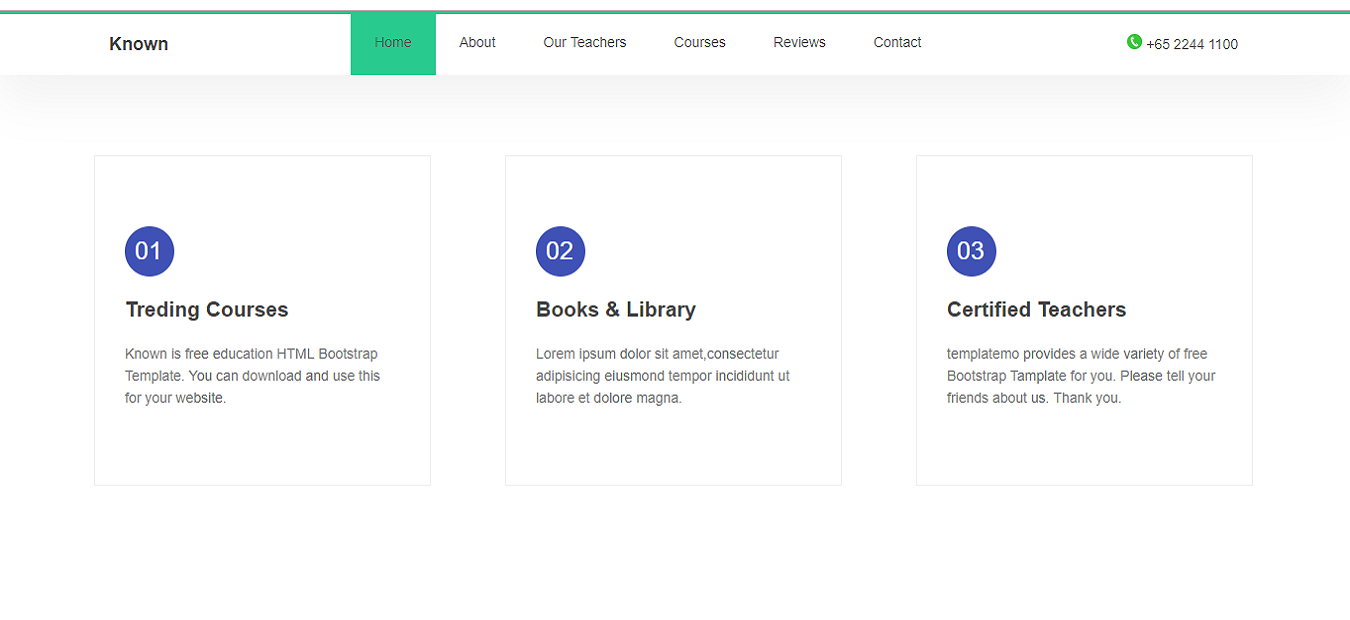 Known
Home About Our Teachers Courses Reviews Contact
+65 2244 1100
01
Treding Courses
Known is free education HTML Bootstrap
Template. You can download and use this
for your website.
02
Books & Library
Lorem ipsum dolor sit amet,consectetur
adipisicing eiusmond tempor incididunt ut
labore et dolore magna.
03
Certified Teachers
templatemo provides a wide variety of free
Bootstrap Tamplate for you. Please tell your
friends about us. Thank you.